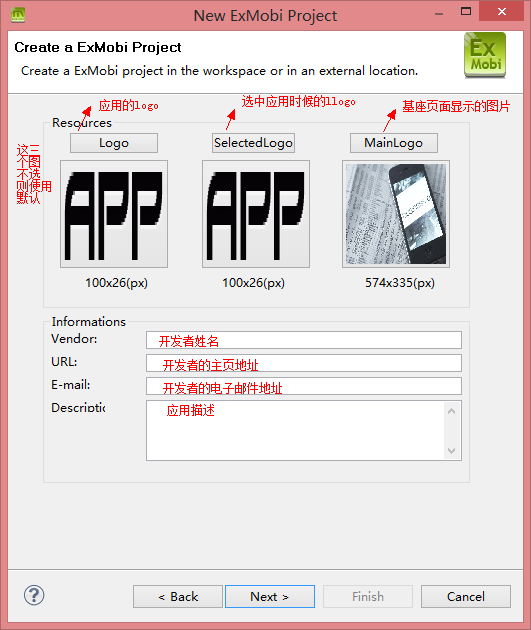 New ExMobi Project
Create a ExMobi Project
Create a ExMobi project in the workspace or in an external location.
Ex
Mobi
应用的logo
选中应用时候的llogo
基座页面显示的图片
Resources
这三
个图
不选
则使用
默认
Logo
SelectedLogo
MainLogo
APP
APP
100x26(px)
100x26(px)
574x335(px)
Informations
Vendor:
开发者姓名
URL:
开发者的主页地址
E-mail:
开发者的电子邮件地址
Descriptic
应用描述
?
< Back
Next >
Finish
Cancel